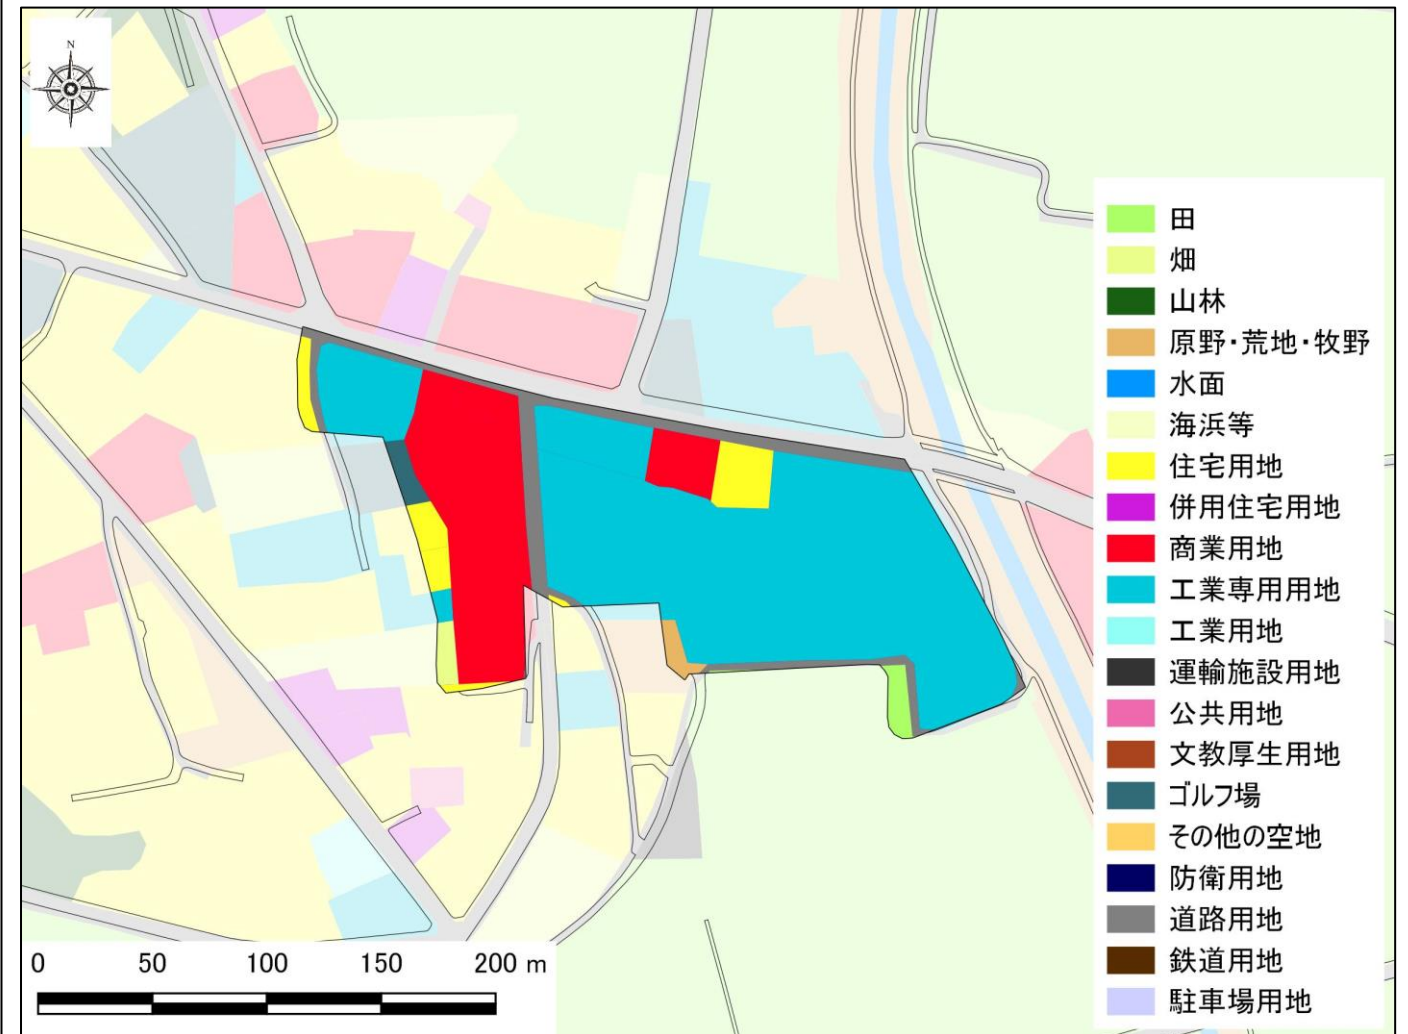 N
田
畑
山林
原野・荒地・牧野
水面
海浜等
住宅用地
併用住宅用地
商業用地
工業専用用地
工業用地
運輸施設用地
公共用地
文教厚生用地
ゴルフ場
その他の空地
防衛用地
道路用地
鉄道用地
駐車場用地
0 50 100 150 200 m